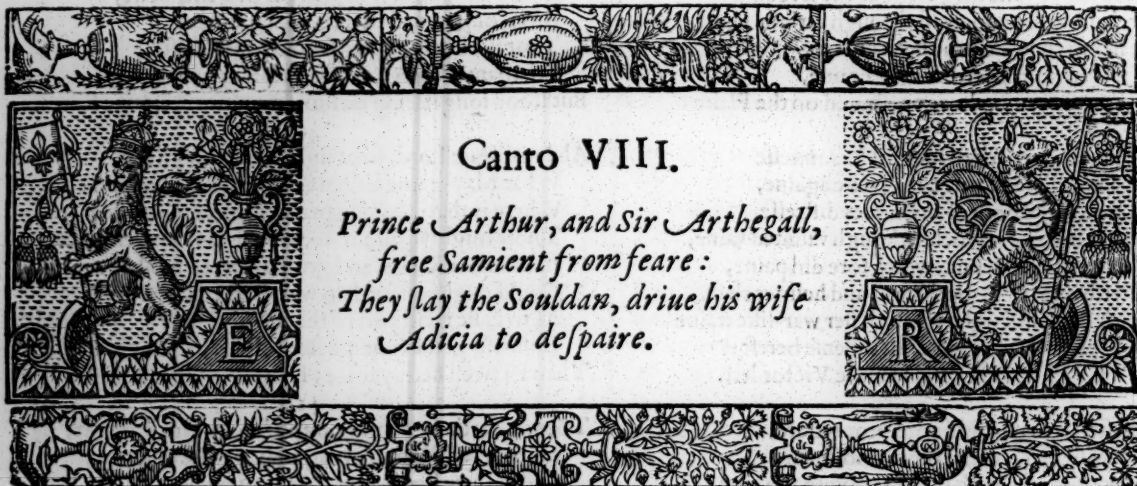 Canto VIII.
Prince Arthur, and Sir Arthegall,
free Samient from feare:
They ſlay the Souldan, driue his wife
Adicia to deſpaire.
E
R